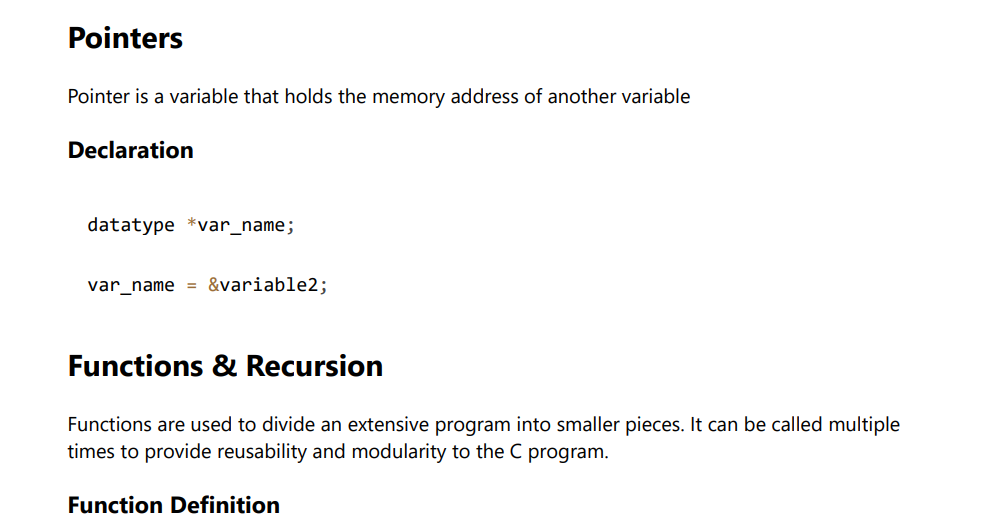 Pointers
Pointer is a variable that holds the memory address of another variable
Declaration
datatype *var_name;
var_name = &variable2;
Functions & Recursion
Functions are used to divide an extensive program into smaller pieces. It can be called multiple
times to provide reusability and modularity to the C program.
Function Definition